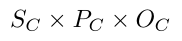 S_C × P_C × O_C